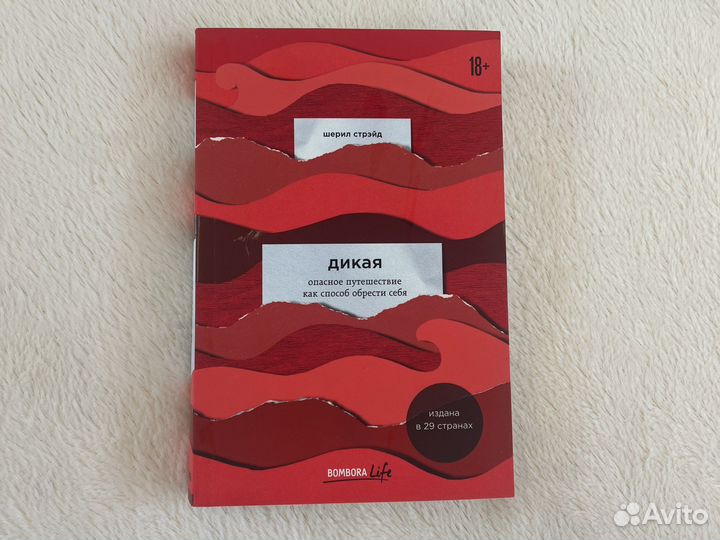 18+
шерил стрэйд
дикая
опасное путешествие
как способ обрести себя
издана
в 29 странах
BOMBORA Life
Avito